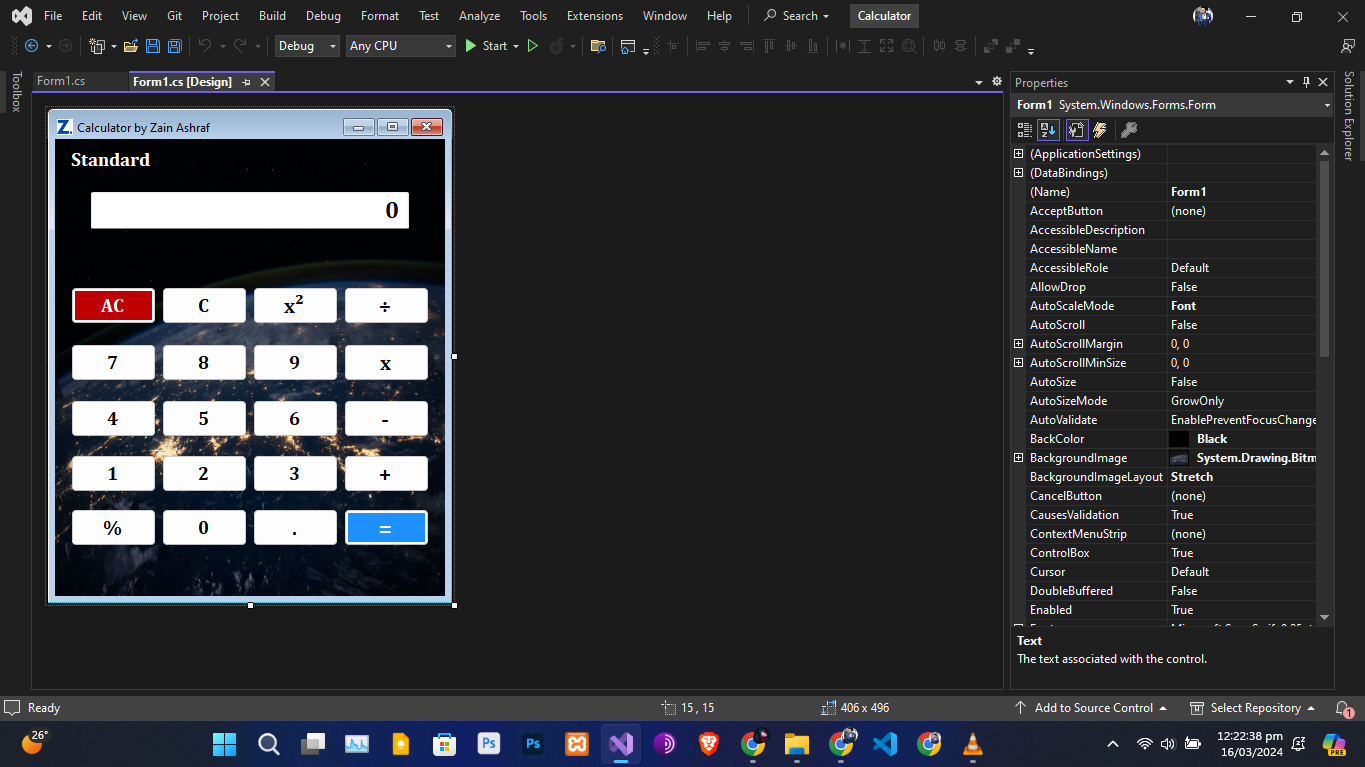 File Edit View Git Project Build Debug Format Test Analyze Tools Extensions Window Help Search Calculator
Debug Any CPU Start
Toolbox
Form1.cs Form1.cs [Design]
Z. Calculator by Zain Ashraf
Standard
0
AC C x² ÷
7 8 9 x
4 5 6 -
1 2 3 +
% 0 . =
Properties
Form1 System.Windows.Forms.Form
(ApplicationSettings)
(DataBindings)
(Name) Form1
AcceptButton (none)
AccessibleDescription
AccessibleName
AccessibleRole Default
AllowDrop False
AutoScaleMode Font
AutoScroll False
AutoScrollMargin 0, 0
AutoScrollMinSize 0, 0
AutoSize False
AutoSizeMode GrowOnly
AutoValidate EnablePreventFocusChange
BackColor Black
BackgroundImage System.Drawing.Bitm
BackgroundImageLayout Stretch
CancelButton (none)
CausesValidation True
ContextMenuStrip (none)
ControlBox True
Cursor Default
DoubleBuffered False
Enabled True
Text
The text associated with the control.
Solution Explorer
Ready 15 , 15 406 x 496 Add to Source Control Select Repository 1
26° Ps Ps 12:22:38 pm PRE
16/03/2024